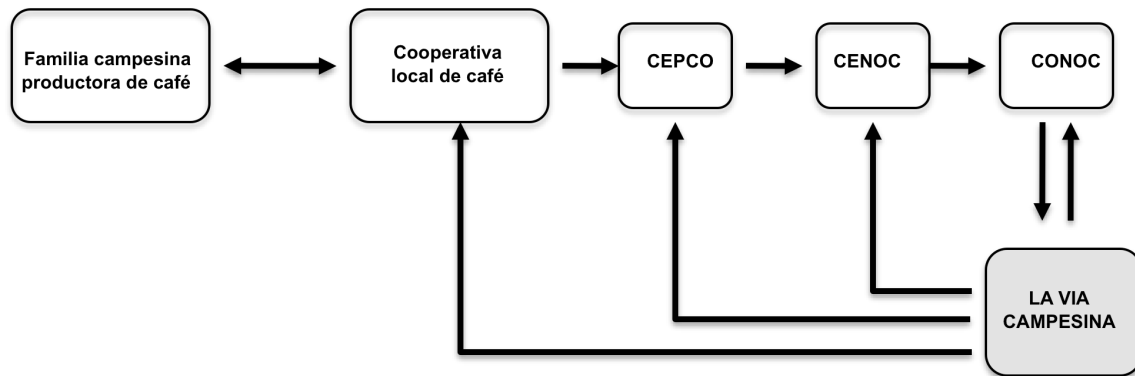 Familia campesina
productora de café
Cooperativa
local de café
CEPCO
CENOC
CONOC
LA VIA
CAMPESINA